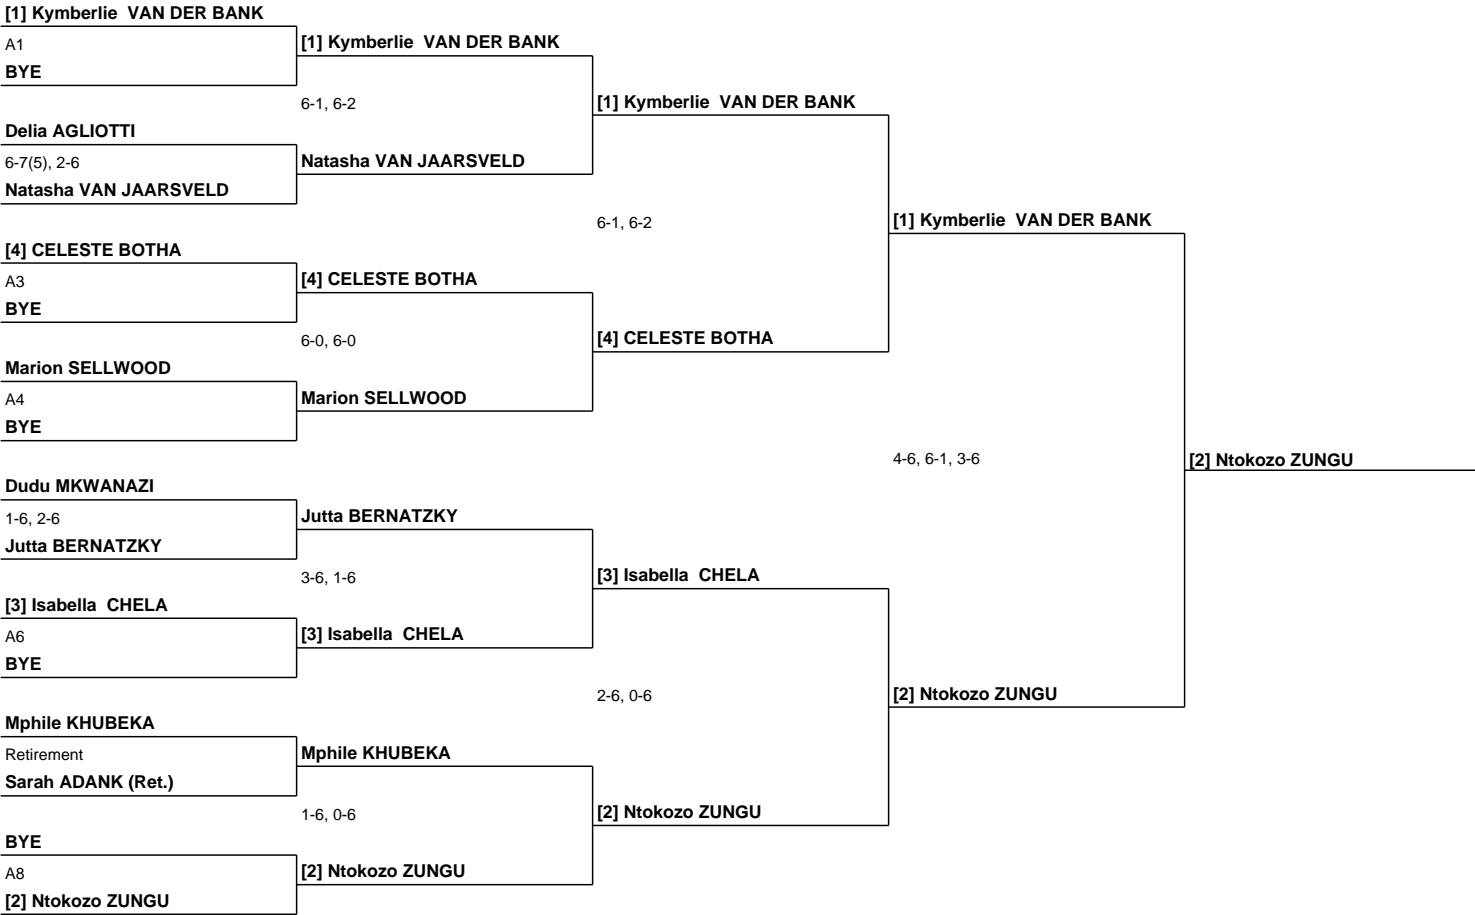 [1] Kymberlie  VAN DER BANK
A1
BYE
Delia AGLIOTTI
6-7(5), 2-6
Natasha VAN JAARSVELD
[4] CELESTE BOTHA
A3
BYE
Marion SELLWOOD
A4
BYE
Dudu MKWANAZI
1-6, 2-6
Jutta BERNATZKY
[3] Isabella  CHELA
A6
BYE
Mphile KHUBEKA
Retirement
Sarah ADANK (Ret.)
BYE
A8
[2] Ntokozo ZUNGU
[1] Kymberlie  VAN DER BANK
6-1, 6-2
Natasha VAN JAARSVELD
[4] CELESTE BOTHA
6-0, 6-0
Marion SELLWOOD
Jutta BERNATZKY
3-6, 1-6
[3] Isabella  CHELA
Mphile KHUBEKA
1-6, 0-6
[2] Ntokozo ZUNGU
[1] Kymberlie  VAN DER BANK
6-1, 6-2
[4] CELESTE BOTHA
[3] Isabella  CHELA
2-6, 0-6
[2] Ntokozo ZUNGU
[1] Kymberlie  VAN DER BANK
4-6, 6-1, 3-6
[2] Ntokozo ZUNGU
[2] Ntokozo ZUNGU